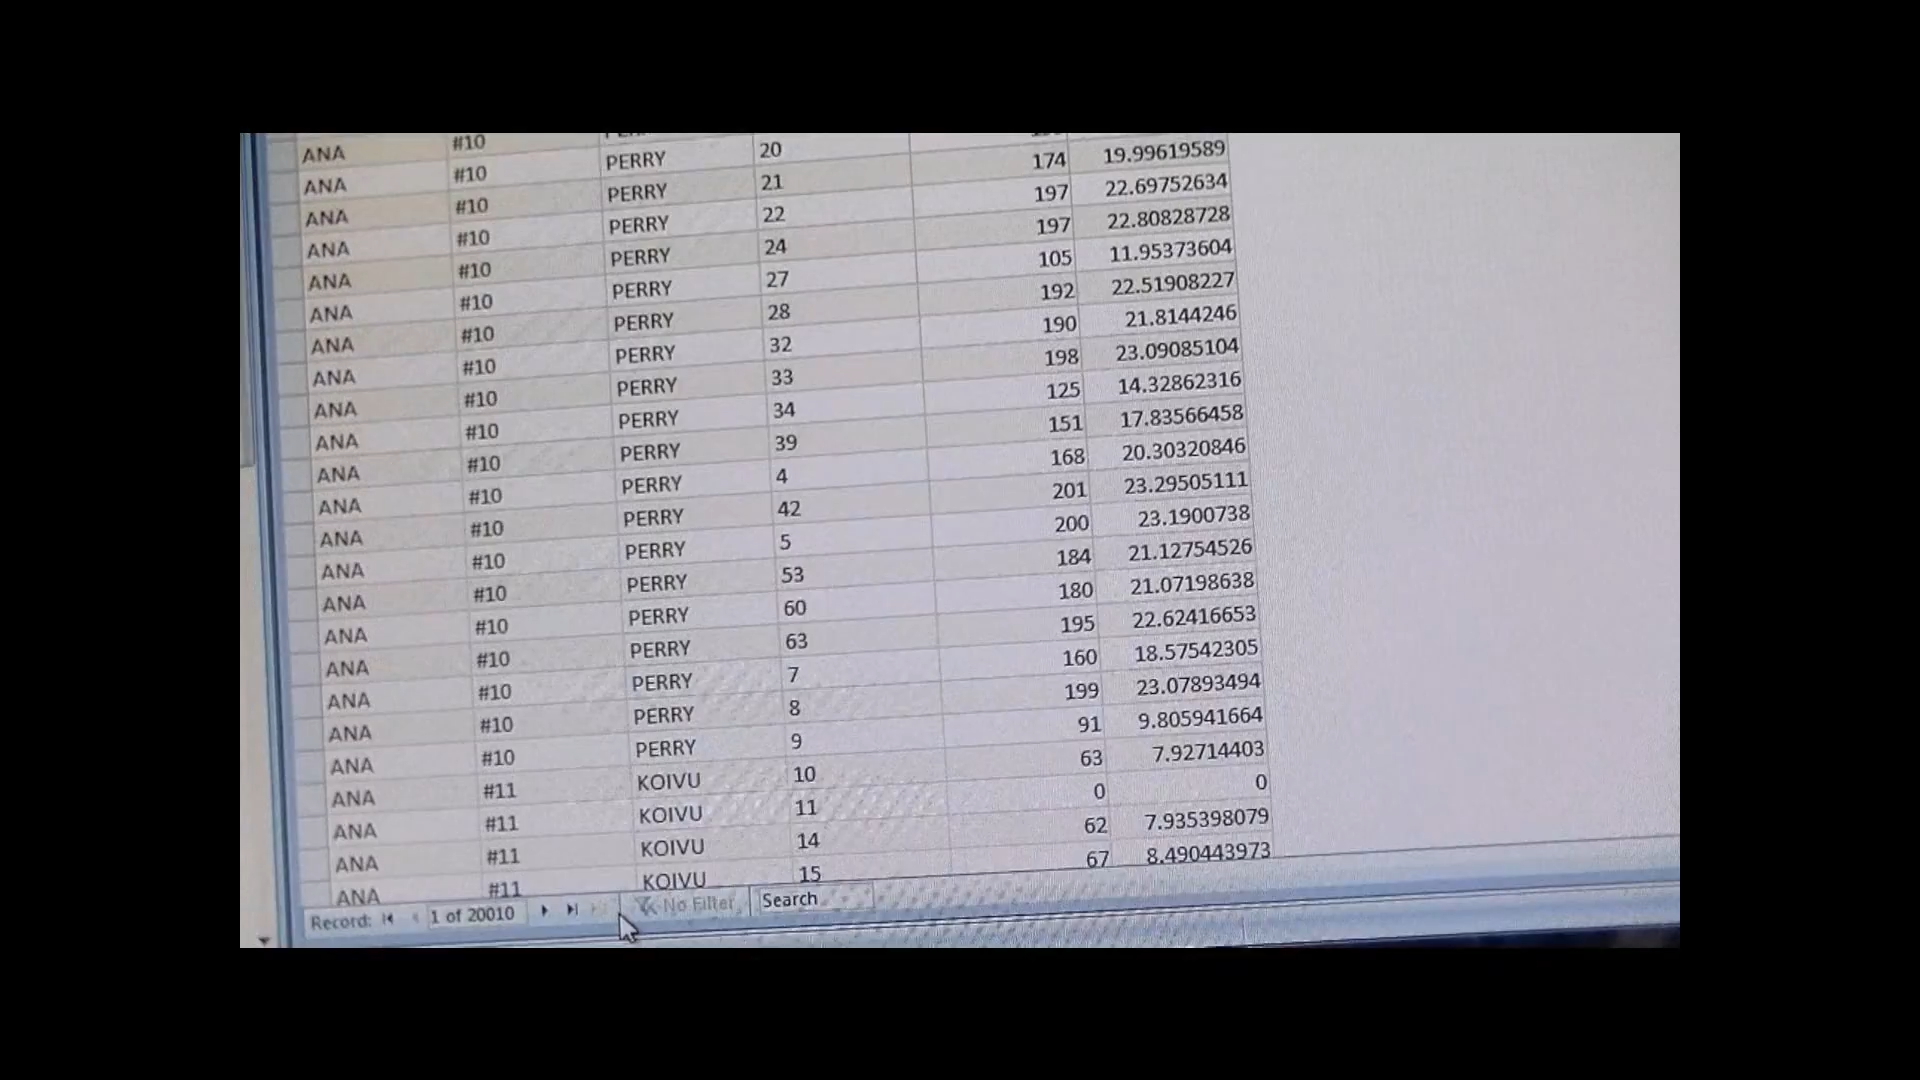 ANA #10
ANA #10 PERRY 20
ANA #10 PERRY 21 174 19.99619589
ANA #10 PERRY 22 197 22.69752634
ANA #10 PERRY 24 197 22.80828728
ANA #10 PERRY 27 105 11.95373604
ANA #10 PERRY 28 192 22.51908227
ANA #10 PERRY 32 190 21.8144246
ANA #10 PERRY 33 198 23.09085104
ANA #10 PERRY 34 125 14.32862316
ANA #10 PERRY 39 151 17.83566458
ANA #10 PERRY 4 168 20.30320846
ANA #10 PERRY 42 201 23.29505111
ANA #10 PERRY 5 200 23.1900738
ANA #10 PERRY 53 184 21.12754526
ANA #10 PERRY 60 180 21.07198638
ANA #10 PERRY 63 195 22.62416653
ANA #10 PERRY 7 160 18.57542305
ANA #10 PERRY 8 199 23.07893494
ANA #10 PERRY 9 91 9.805941664
ANA #11 KOIVU 10 63 7.92714403
ANA #11 KOIVU 11 0 0
ANA #11 KOIVU 14 62 7.935398079
ANA #11 KOIVU 15 67 8.490443973
Record: 1 of 20010 No Filter Search